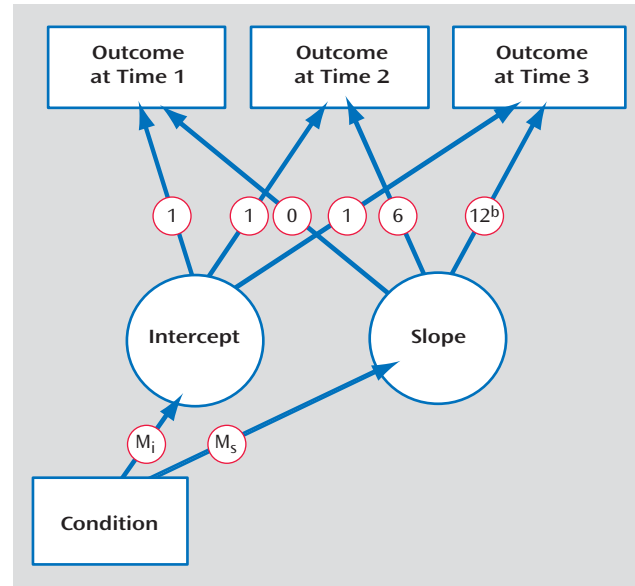 Outcome
at Time 1
Outcome
at Time 2
Outcome
at Time 3
1
1
0
1
6
12ᵇ
Intercept
Slope
Mᵢ
Mₛ
Condition